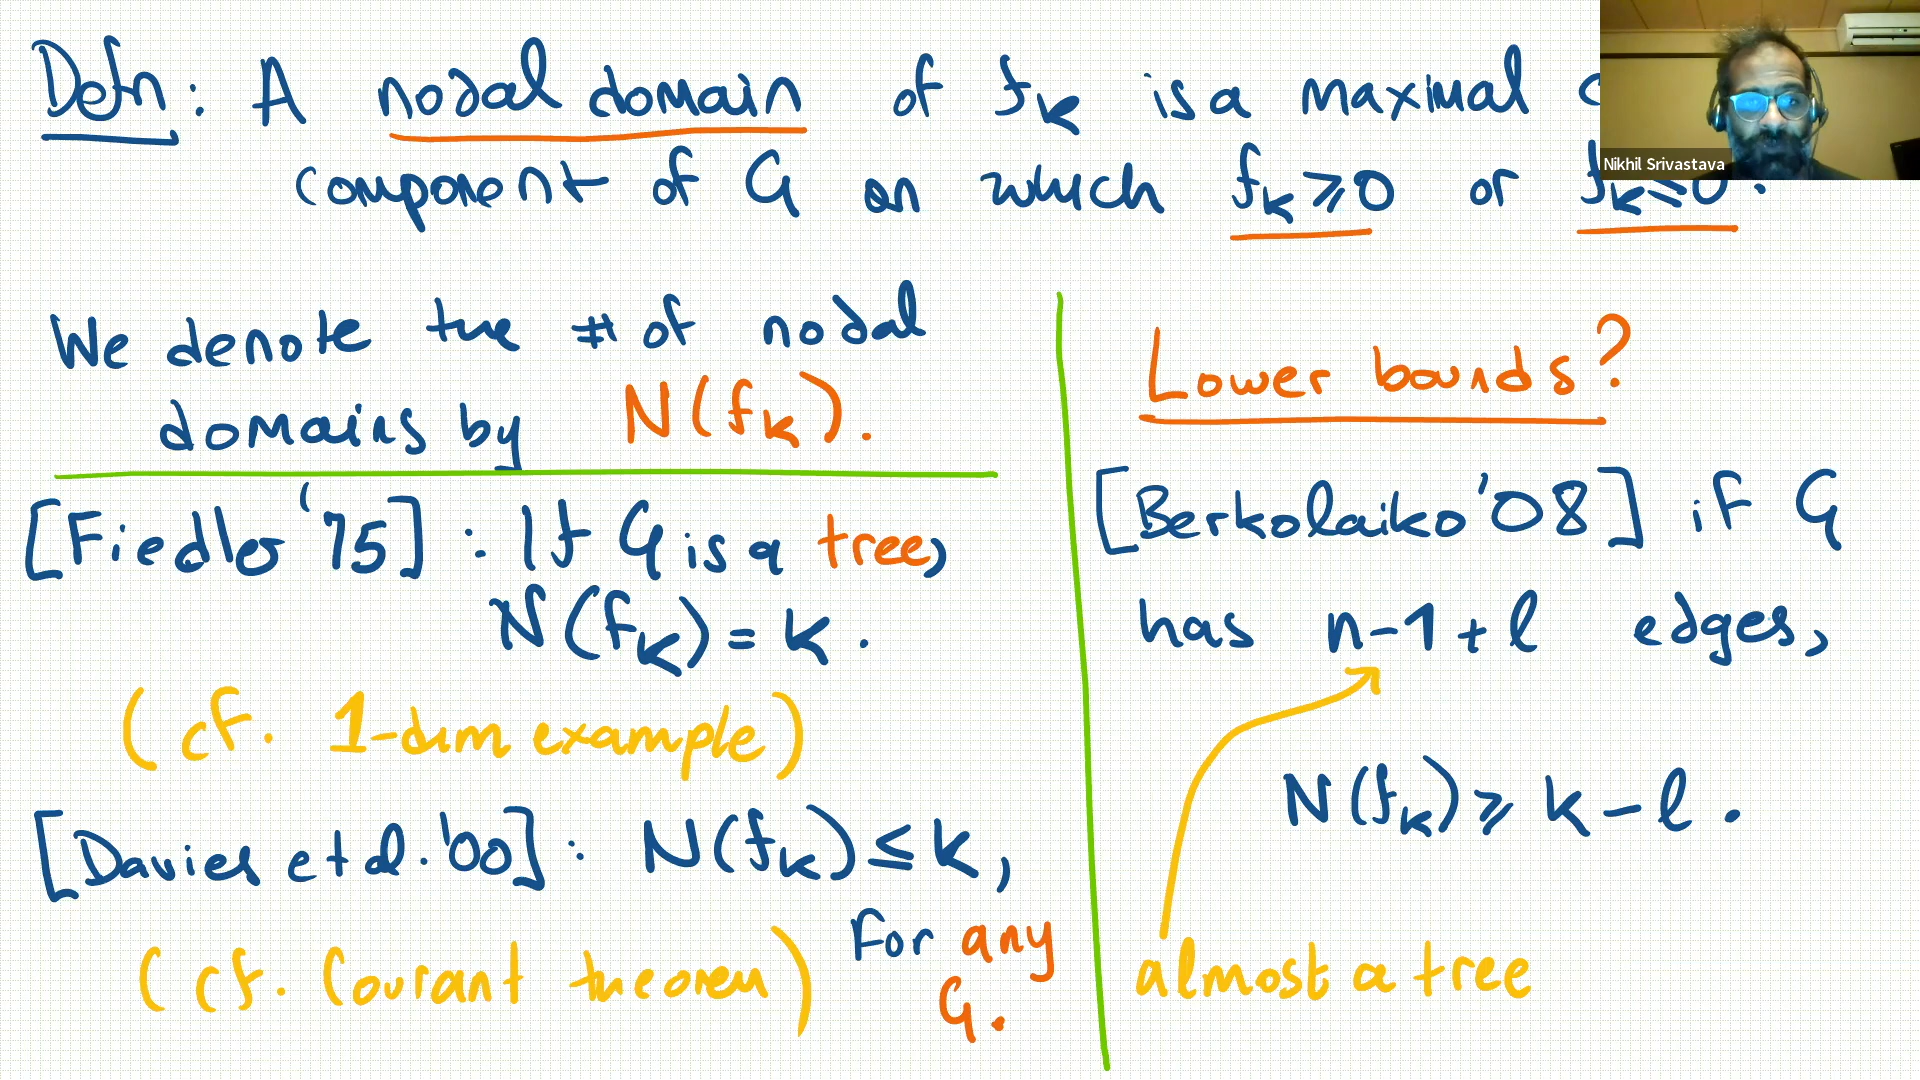 Defn: A nodal domain of fₖ is a maximal
component of G on which fₖ⩾0 or fₖ≤0.
Nikhil Srivastava
We denote the # of nodal
domains by N(fₖ).
[Fiedler '75] : If G is a tree,
N(fₖ) = k.
(cf. 1-dim example)
[Davies et al. '00]: N(fₖ) ≤ k,
for any
G.
(cf. Courant theorem)
Lower bounds?
[Berkolaiko '08] if G
has n-1+l edges,
N(fₖ) ⩾ k-l.
almost a tree